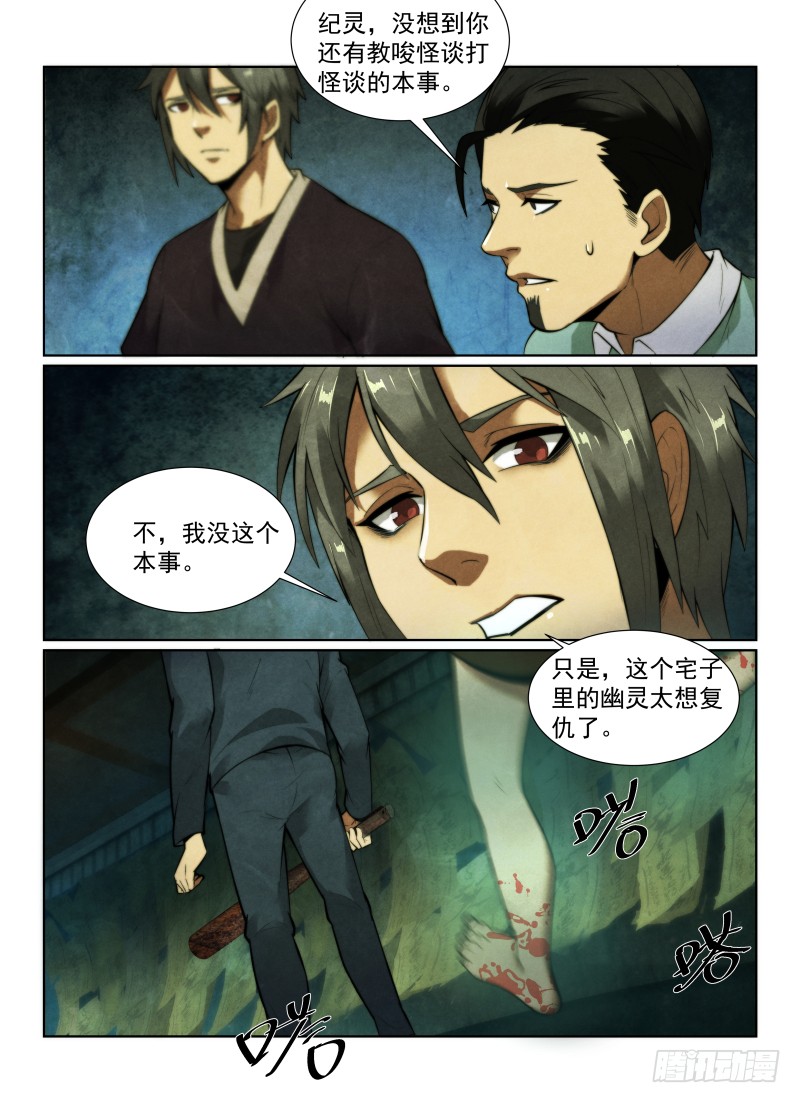 纪灵，没想到你
还有教唆怪谈打
怪谈的本事。
不，我没这个
本事。
只是，这个宅子
里的幽灵太想复
仇了。
嗒
嗒
嗒
腾讯动漫